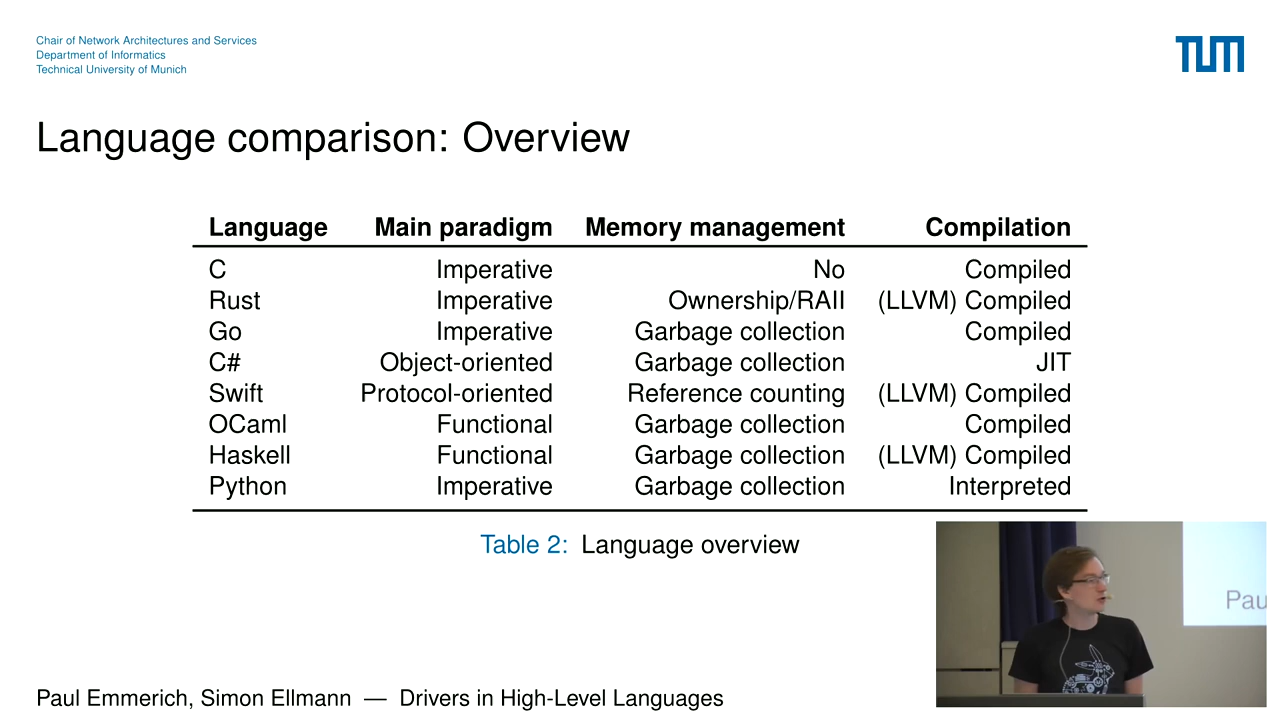 Chair of Network Architectures and Services
Department of Informatics
Technical University of Munich
TUM
Language comparison: Overview
Language Main paradigm Memory management Compilation
C Imperative No Compiled
Rust Imperative Ownership/RAII (LLVM) Compiled
Go Imperative Garbage collection Compiled
C# Object-oriented Garbage collection JIT
Swift Protocol-oriented Reference counting (LLVM) Compiled
OCaml Functional Garbage collection Compiled
Haskell Functional Garbage collection (LLVM) Compiled
Python Imperative Garbage collection Interpreted
Table 2: Language overview
Pau
Paul Emmerich, Simon Ellmann — Drivers in High-Level Languages